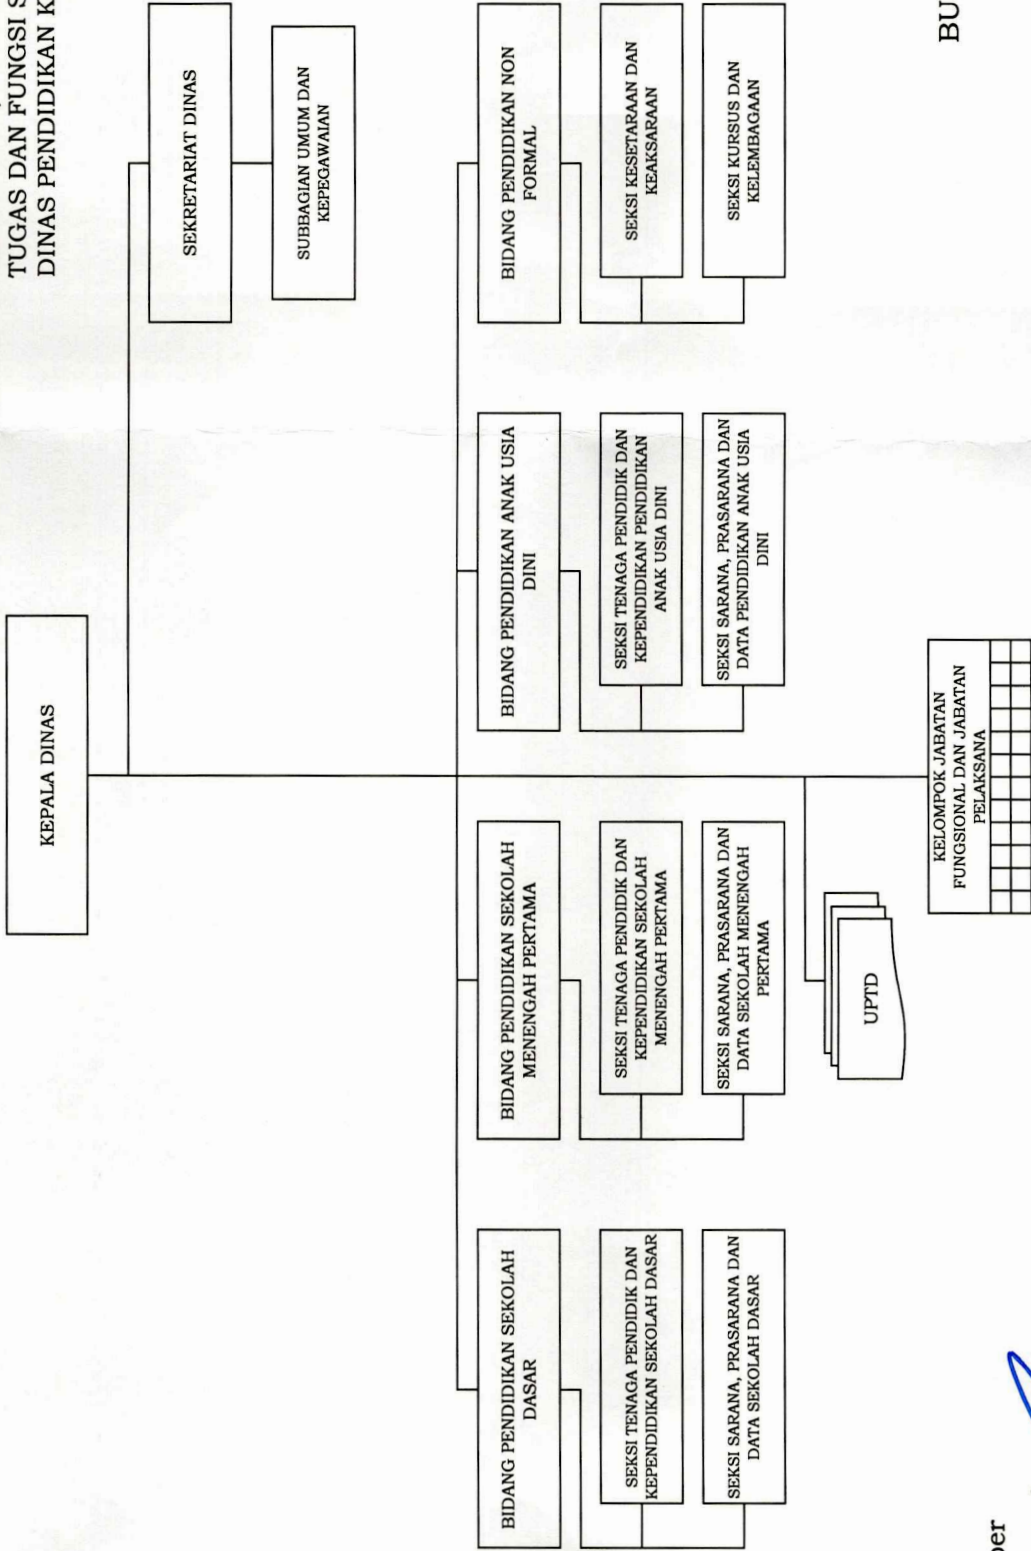 TUGAS DAN FUNGSI S
DINAS PENDIDIKAN K
KEPALA DINAS
SEKRETARIAT DINAS
SUBBAGIAN UMUM DAN
KEPEGAWAIAN
BIDANG PENDIDIKAN SEKOLAH
DASAR
BIDANG PENDIDIKAN SEKOLAH
MENENGAH PERTAMA
BIDANG PENDIDIKAN ANAK USIA
DINI
BIDANG PENDIDIKAN NON
FORMAL
SEKSI TENAGA PENDIDIK DAN
KEPENDIDIKAN SEKOLAH DASAR
SEKSI TENAGA PENDIDIK DAN
KEPENDIDIKAN SEKOLAH
MENENGAH PERTAMA
SEKSI TENAGA PENDIDIK DAN
KEPENDIDIKAN PENDIDIKAN
ANAK USIA DINI
SEKSI KESETARAAN DAN
KEAKSARAAN
SEKSI SARANA, PRASARANA DAN
DATA SEKOLAH DASAR
SEKSI SARANA, PRASARANA DAN
DATA SEKOLAH MENENGAH
PERTAMA
SEKSI SARANA, PRASARANA DAN
DATA PENDIDIKAN ANAK USIA
DINI
SEKSI KURSUS DAN
KELEMBAGAAN
UPTD
KELOMPOK JABATAN
FUNGSIONAL DAN JABATAN
PELAKSANA
BU
ber